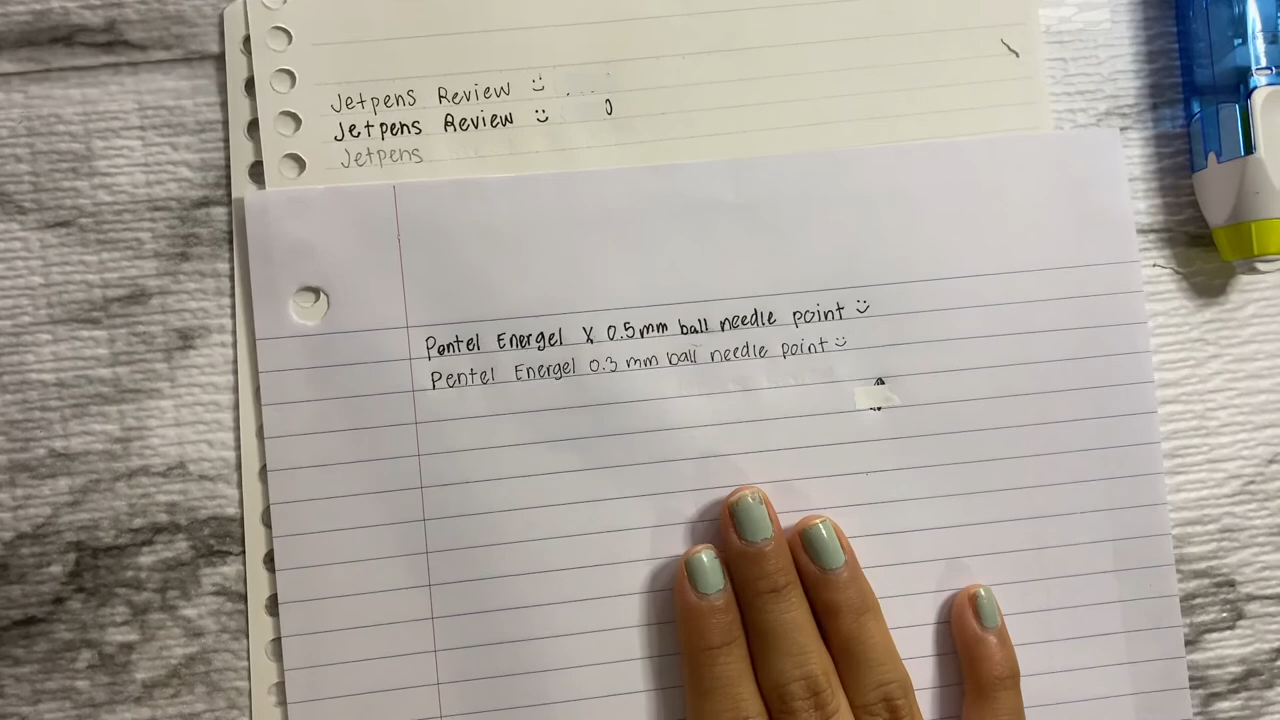 Jetpens Review :)
Jetpens Review :)
Jetpens
Pentel Energel X 0.5mm ball needle point :)
Pentel Energel 0.3 mm ball needle point :)